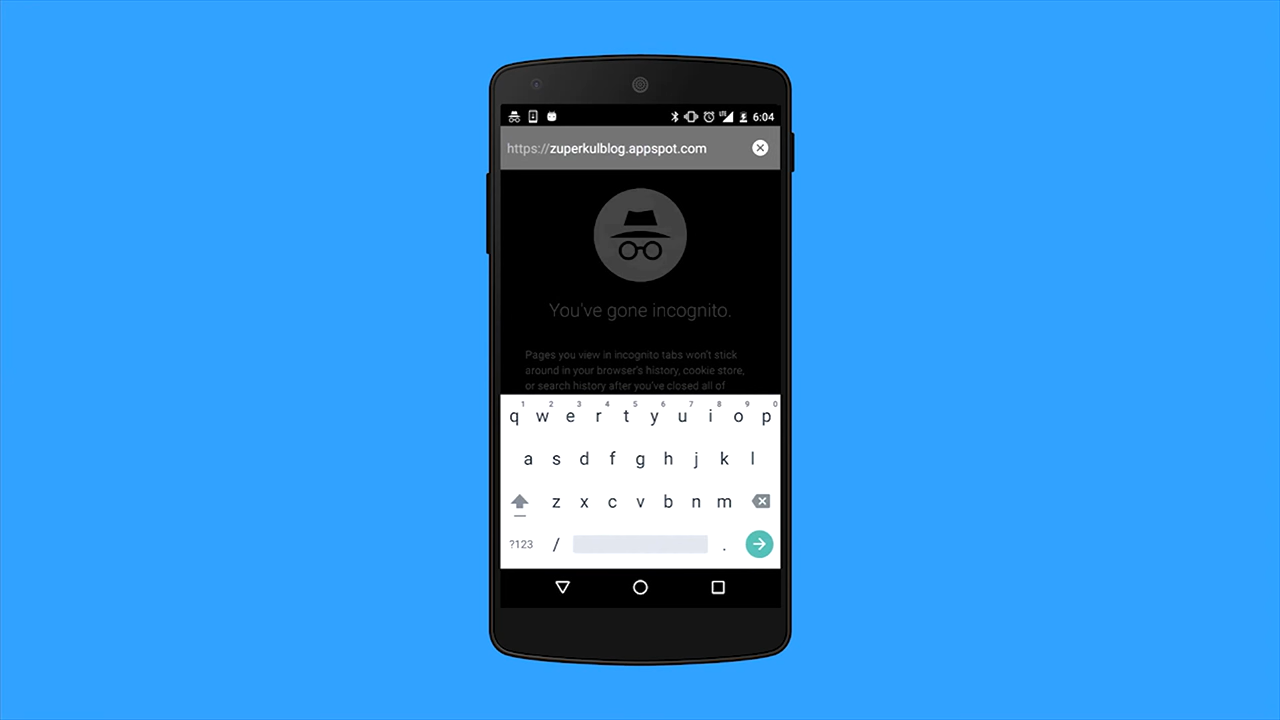 LTE 6:04
https://zuperkulblog.appspot.com
You've gone incognito.
Pages you view in incognito tabs won't stick
around in your browser's history, cookie store,
or search history after you've closed all of
1 2 3 4 5 6 7 8 9 0
q w e r t y u i o p
a s d f g h j k l
z x c v b n m
?123 / .